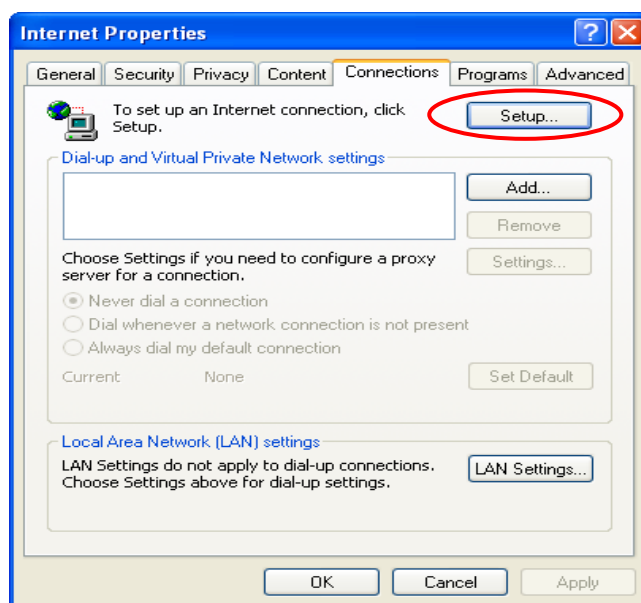 Internet Properties
?
General Security Privacy Content Connections Programs Advanced
To set up an Internet connection, click
Setup.
Setup...
Dial-up and Virtual Private Network settings
Add...
Remove
Choose Settings if you need to configure a proxy
server for a connection.
Settings...
Never dial a connection
Dial whenever a network connection is not present
Always dial my default connection
Current None
Set Default
Local Area Network (LAN) settings
LAN Settings do not apply to dial-up connections.
Choose Settings above for dial-up settings.
LAN Settings...
OK Cancel Apply